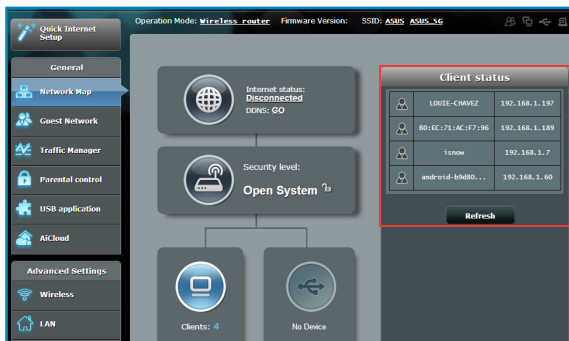 Quick Internet
Setup
General
Network Map
Guest Network
Traffic Manager
Parental control
USB application
AiCloud
Advanced Settings
Wireless
LAN
Operation Mode: Wireless router Firmware Version: SSID: ASUS ASUS_5G
Internet status:
Disconnected
DDNS: GO
Security level:
Open System
Clients: 4
No Device
Client status
LOUIE-CHAVEZ 192.168.1.197
80:EC:71:AC:F7:96 192.168.1.189
isnow 192.168.1.7
android-b9d80... 192.168.1.60
Refresh